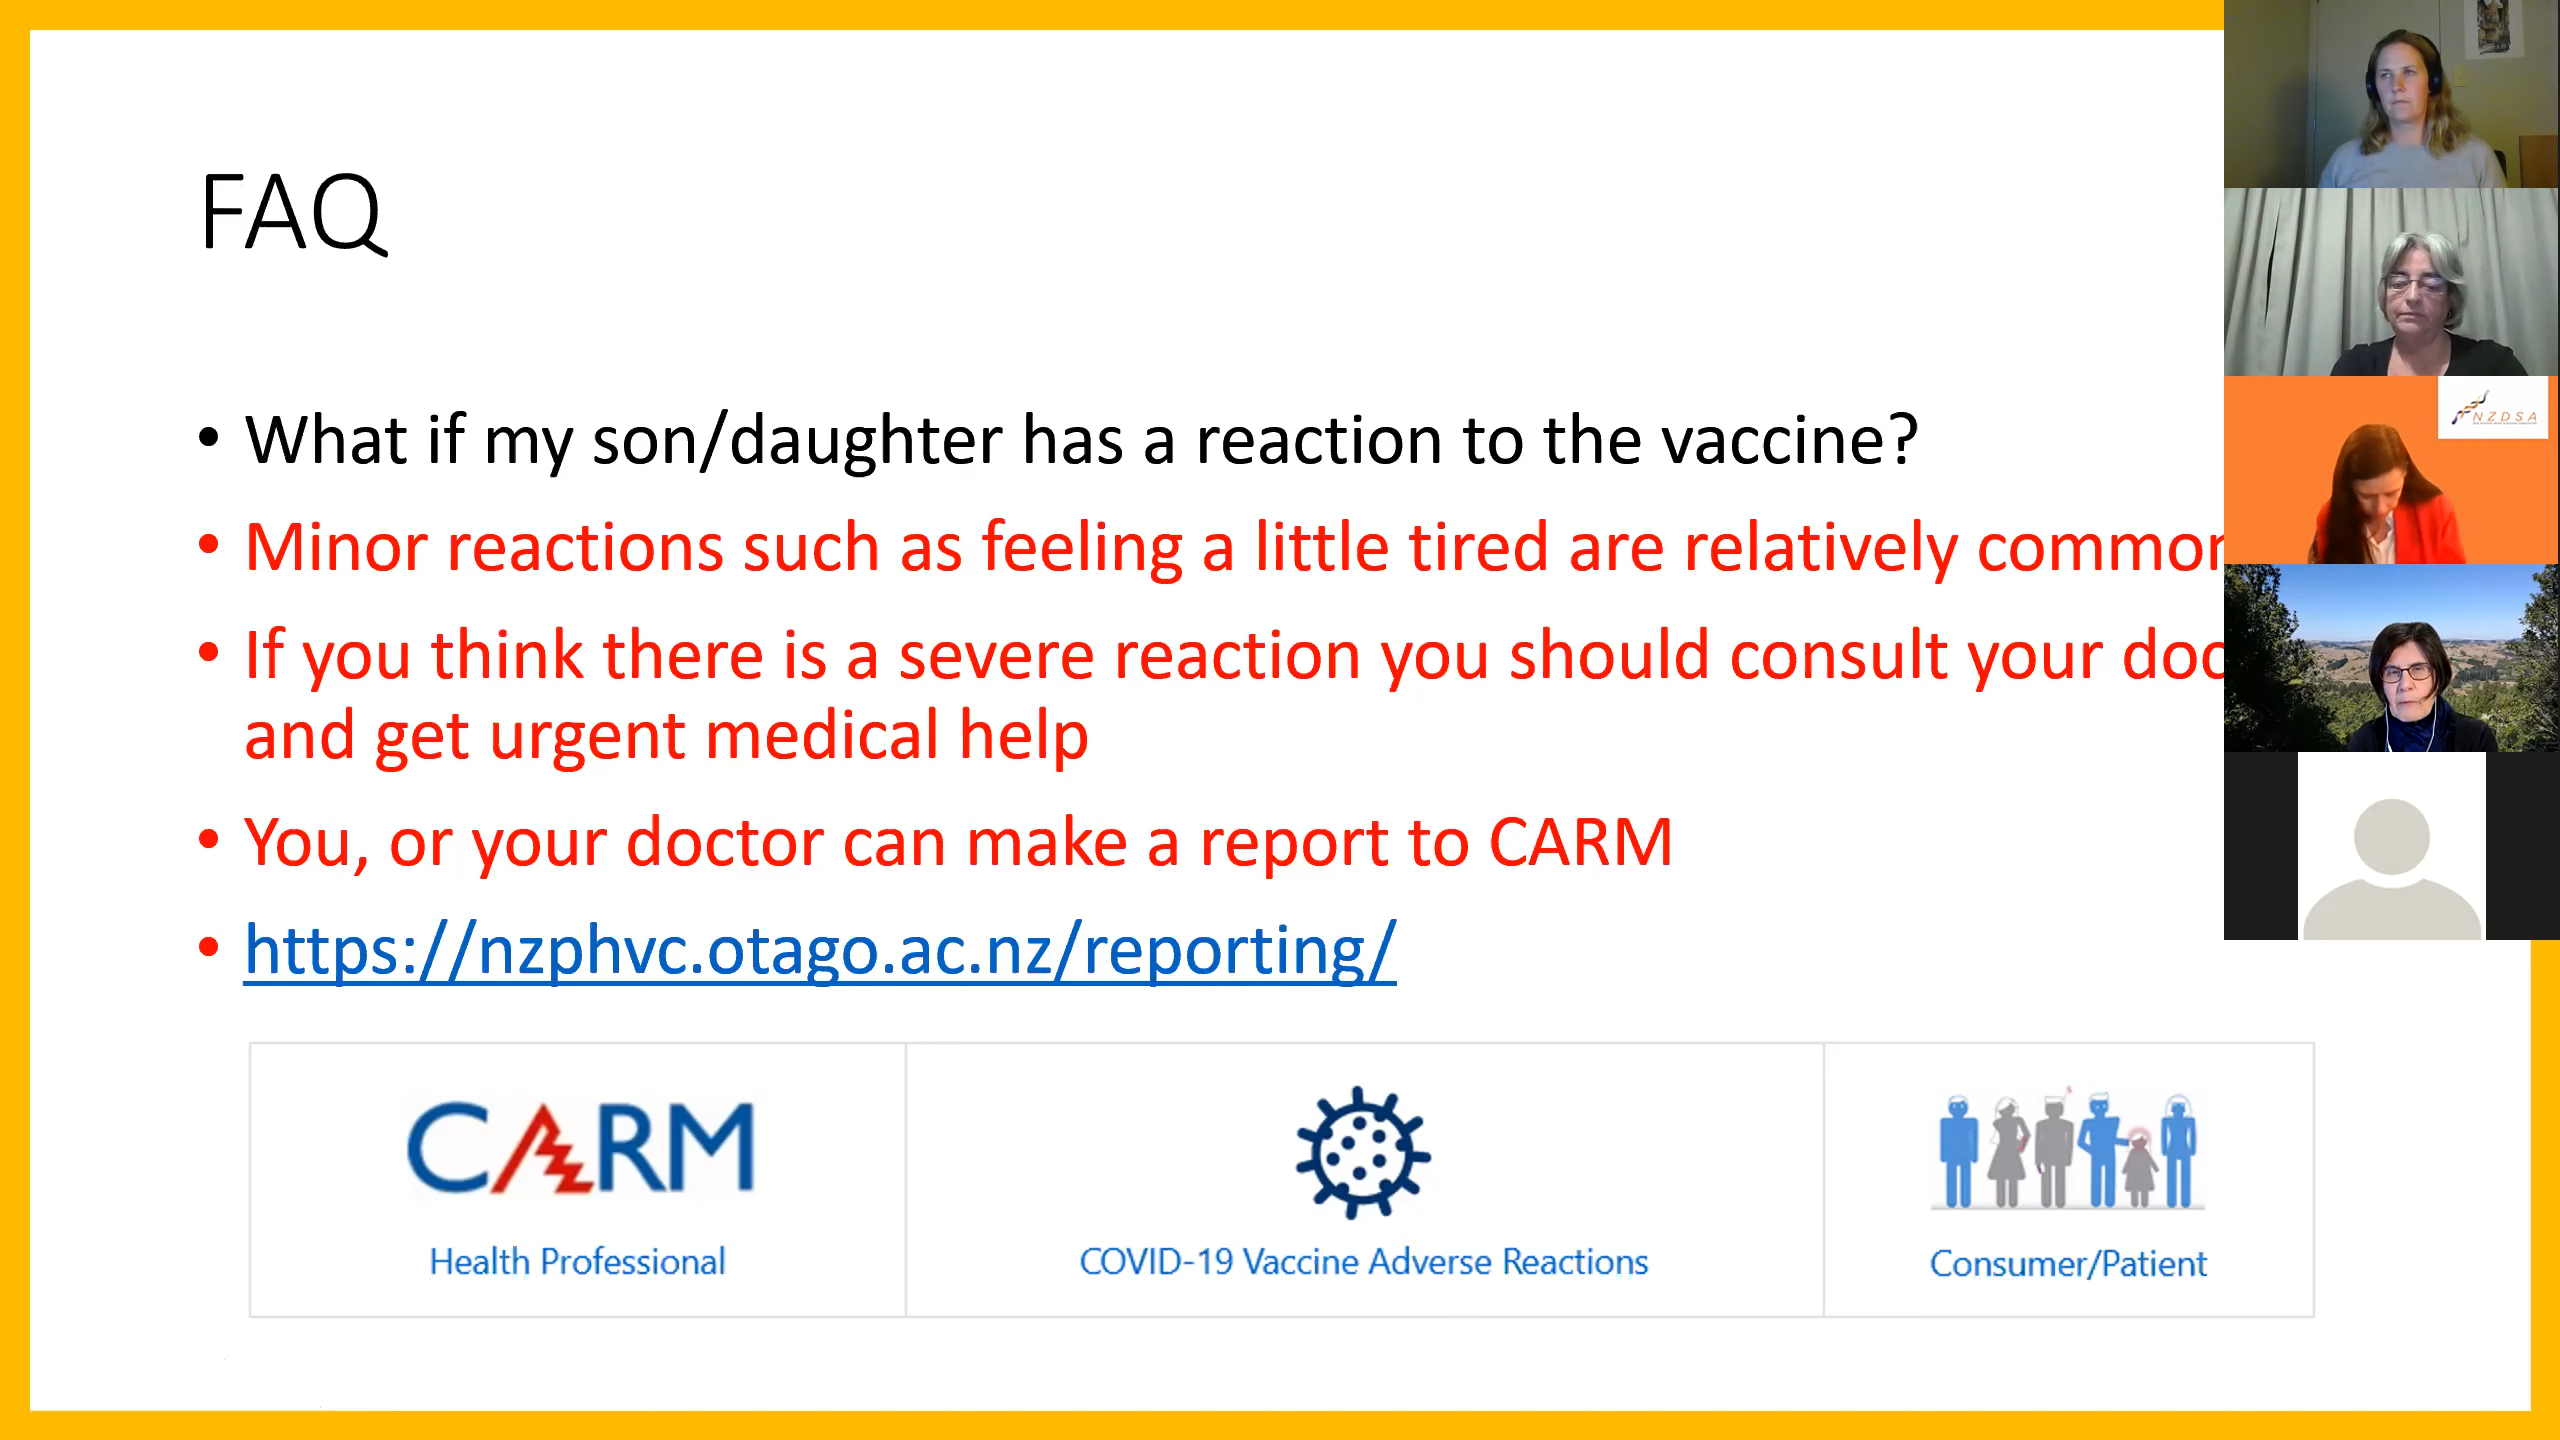 FAQ
• What if my son/daughter has a reaction to the vaccine?
• Minor reactions such as feeling a little tired are relatively common
• If you think there is a severe reaction you should consult your doc
and get urgent medical help
• You, or your doctor can make a report to CARM
• https://nzphvc.otago.ac.nz/reporting/
CARM
Health Professional
COVID-19 Vaccine Adverse Reactions
Consumer/Patient
NZDSA